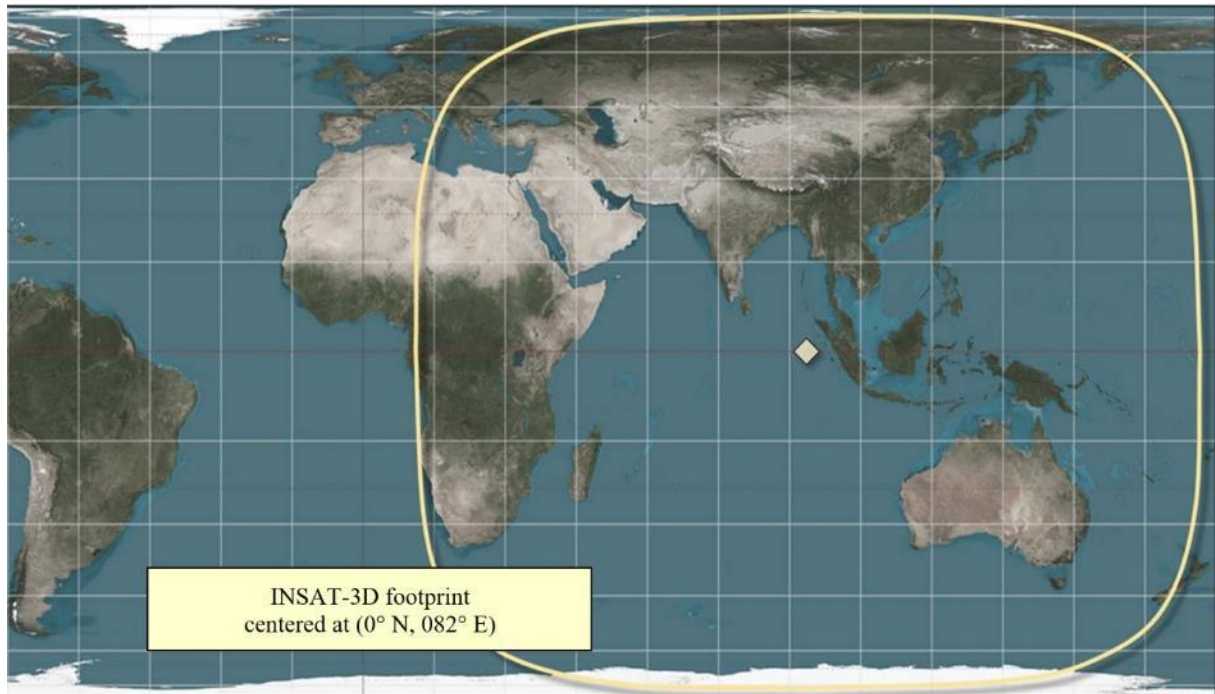 INSAT-3D footprint
centered at (0° N, 082° E)